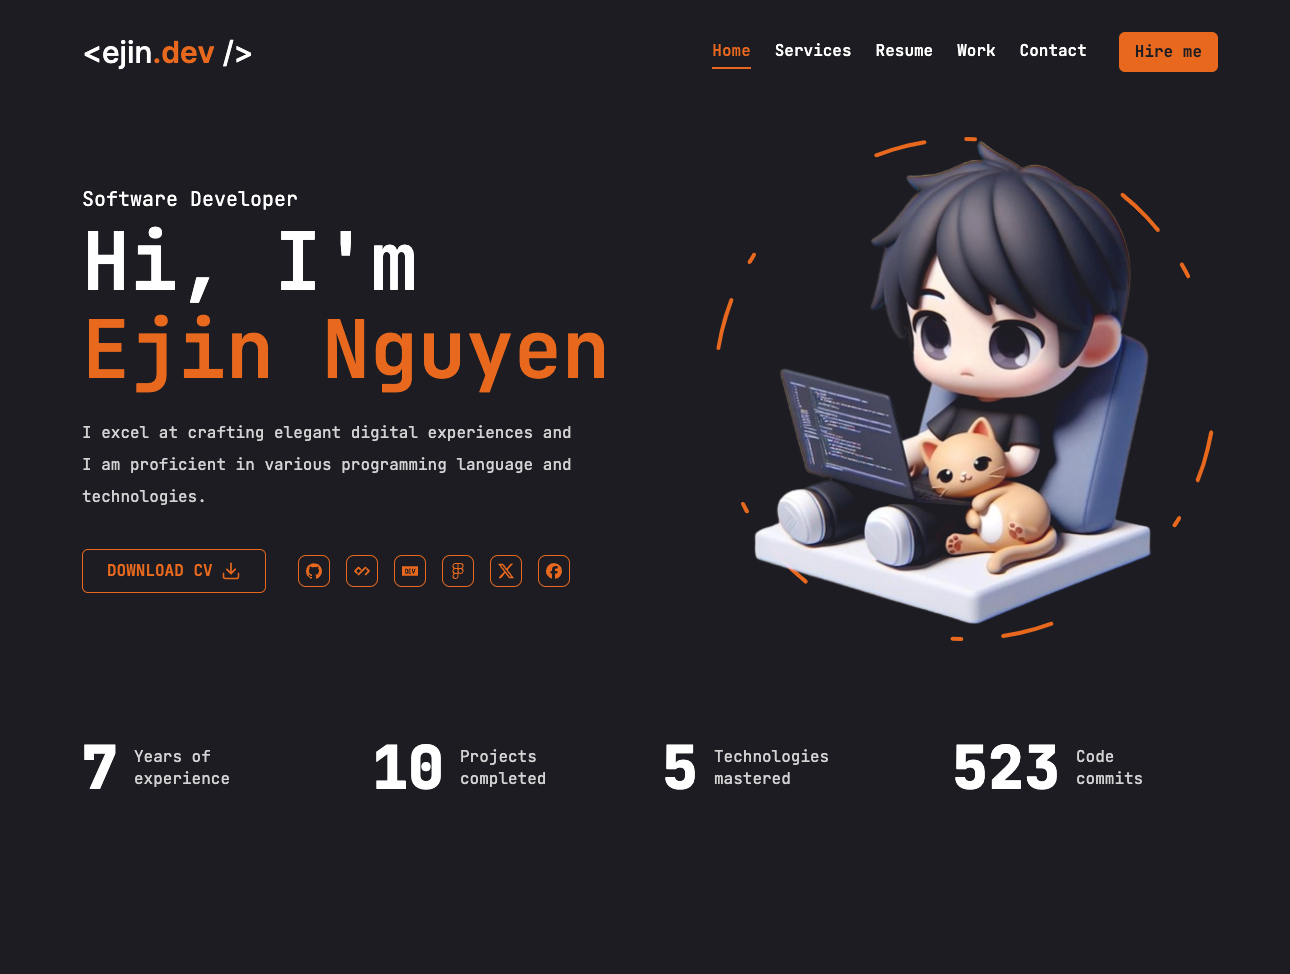 <ejin.dev />
Home Services Resume Work Contact Hire me
Software Developer
Hi, I'm
Ejin Nguyen
I excel at crafting elegant digital experiences and
I am proficient in various programming language and
technologies.
DOWNLOAD CV
DEV
7 Years of
experience
10 Projects
completed
5 Technologies
mastered
523 Code
commits